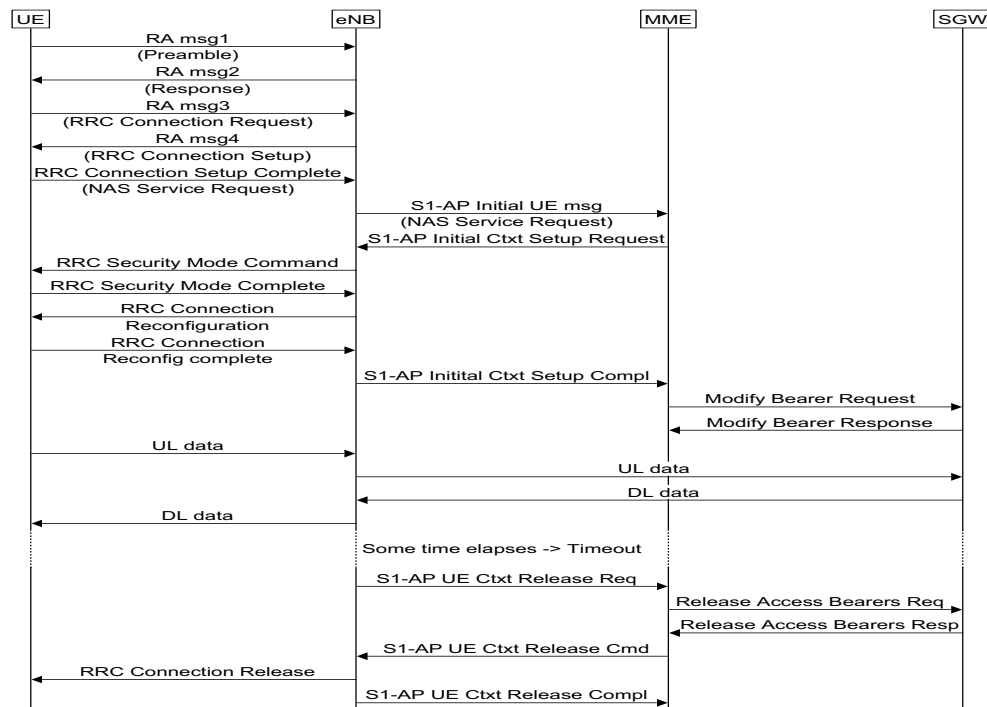 UE eNB MME SGW
RA msg1
(Preamble)
RA msg2
(Response)
RA msg3
(RRC Connection Request)
RA msg4
(RRC Connection Setup)
RRC Connection Setup Complete
(NAS Service Request)
S1-AP Initial UE msg
(NAS Service Request)
S1-AP Initial Ctxt Setup Request
RRC Security Mode Command
RRC Security Mode Complete
RRC Connection
Reconfiguration
RRC Connection
Reconfig complete
S1-AP Initital Ctxt Setup Compl
Modify Bearer Request
Modify Bearer Response
UL data
UL data
DL data
DL data
Some time elapses -> Timeout
S1-AP UE Ctxt Release Req
Release Access Bearers Req
Release Access Bearers Resp
S1-AP UE Ctxt Release Cmd
RRC Connection Release
S1-AP UE Ctxt Release Compl